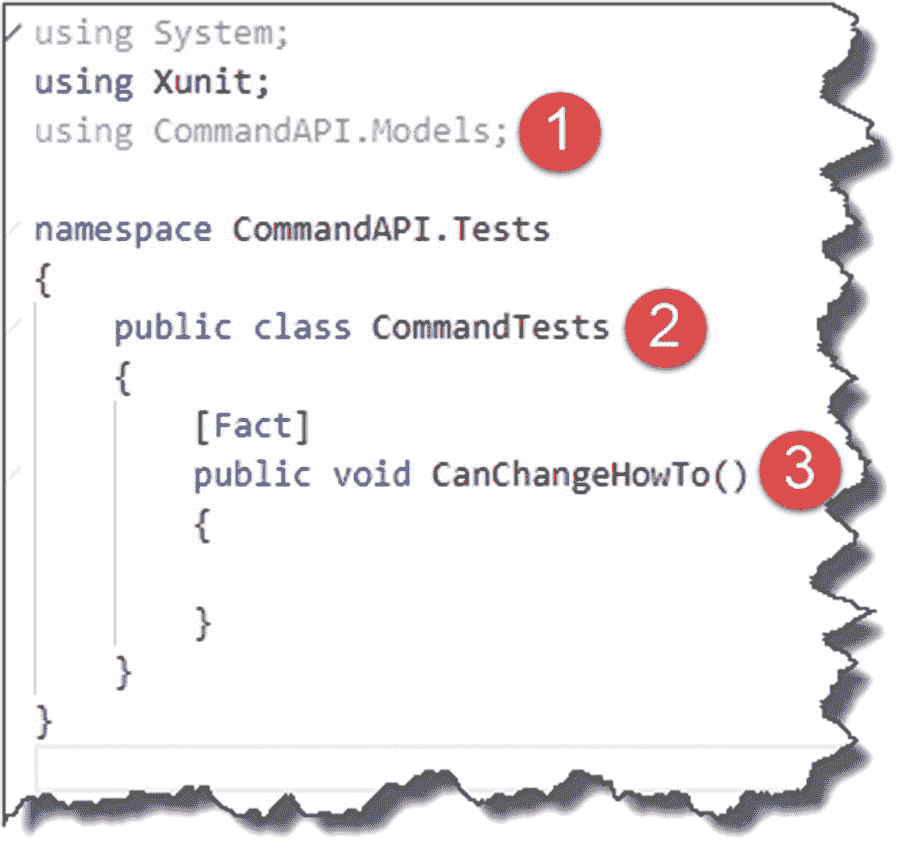 using System;
using Xunit;
using CommandAPI.Models; 1
namespace CommandAPI.Tests
{
public class CommandTests 2
{
[Fact]
public void CanChangeHowTo() 3
{
}
}
}